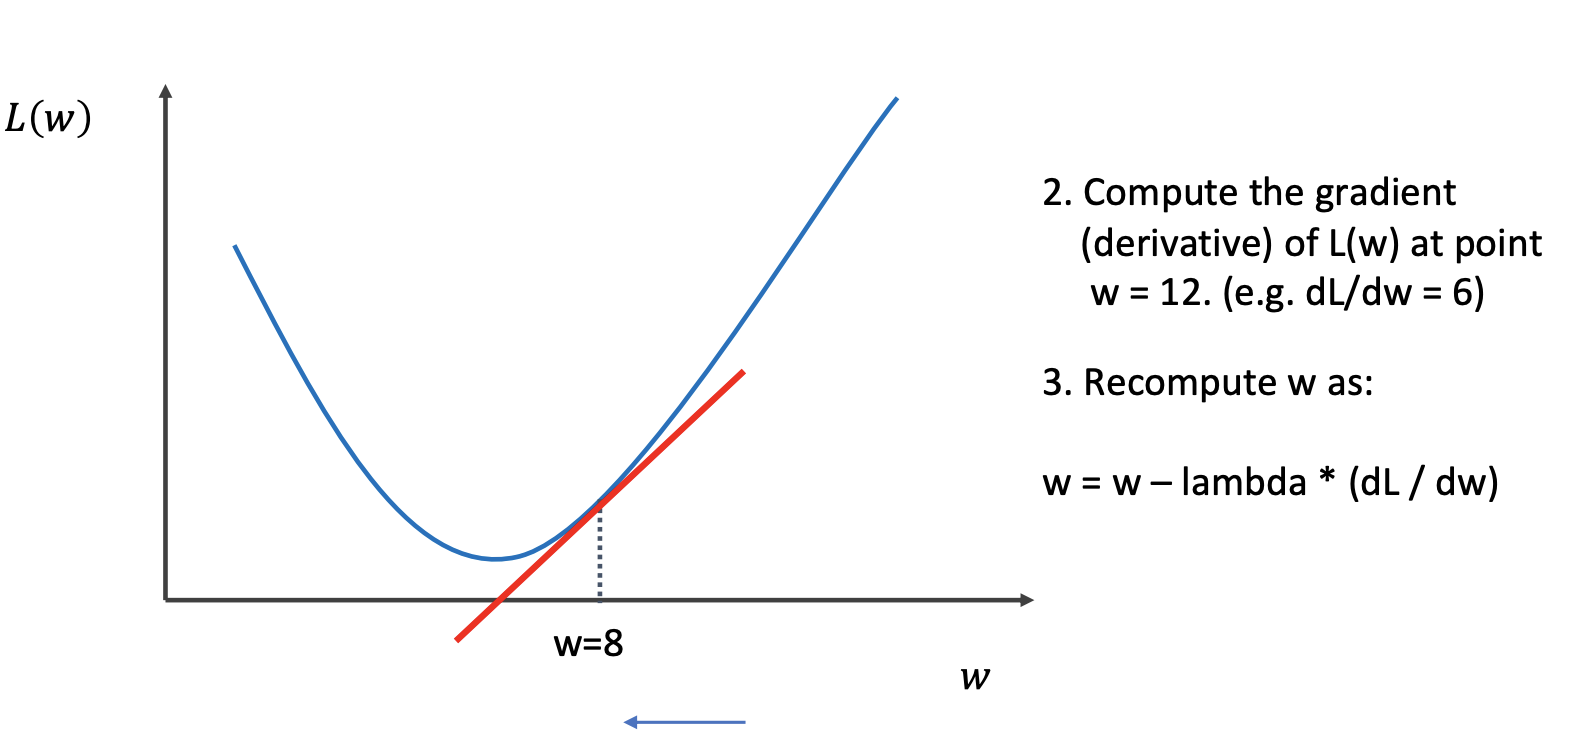 L(w)
2. Compute the gradient
(derivative) of L(w) at point
w = 12. (e.g. dL/dw = 6)
3. Recompute w as:
w = w – lambda * (dL / dw)
w=8
w